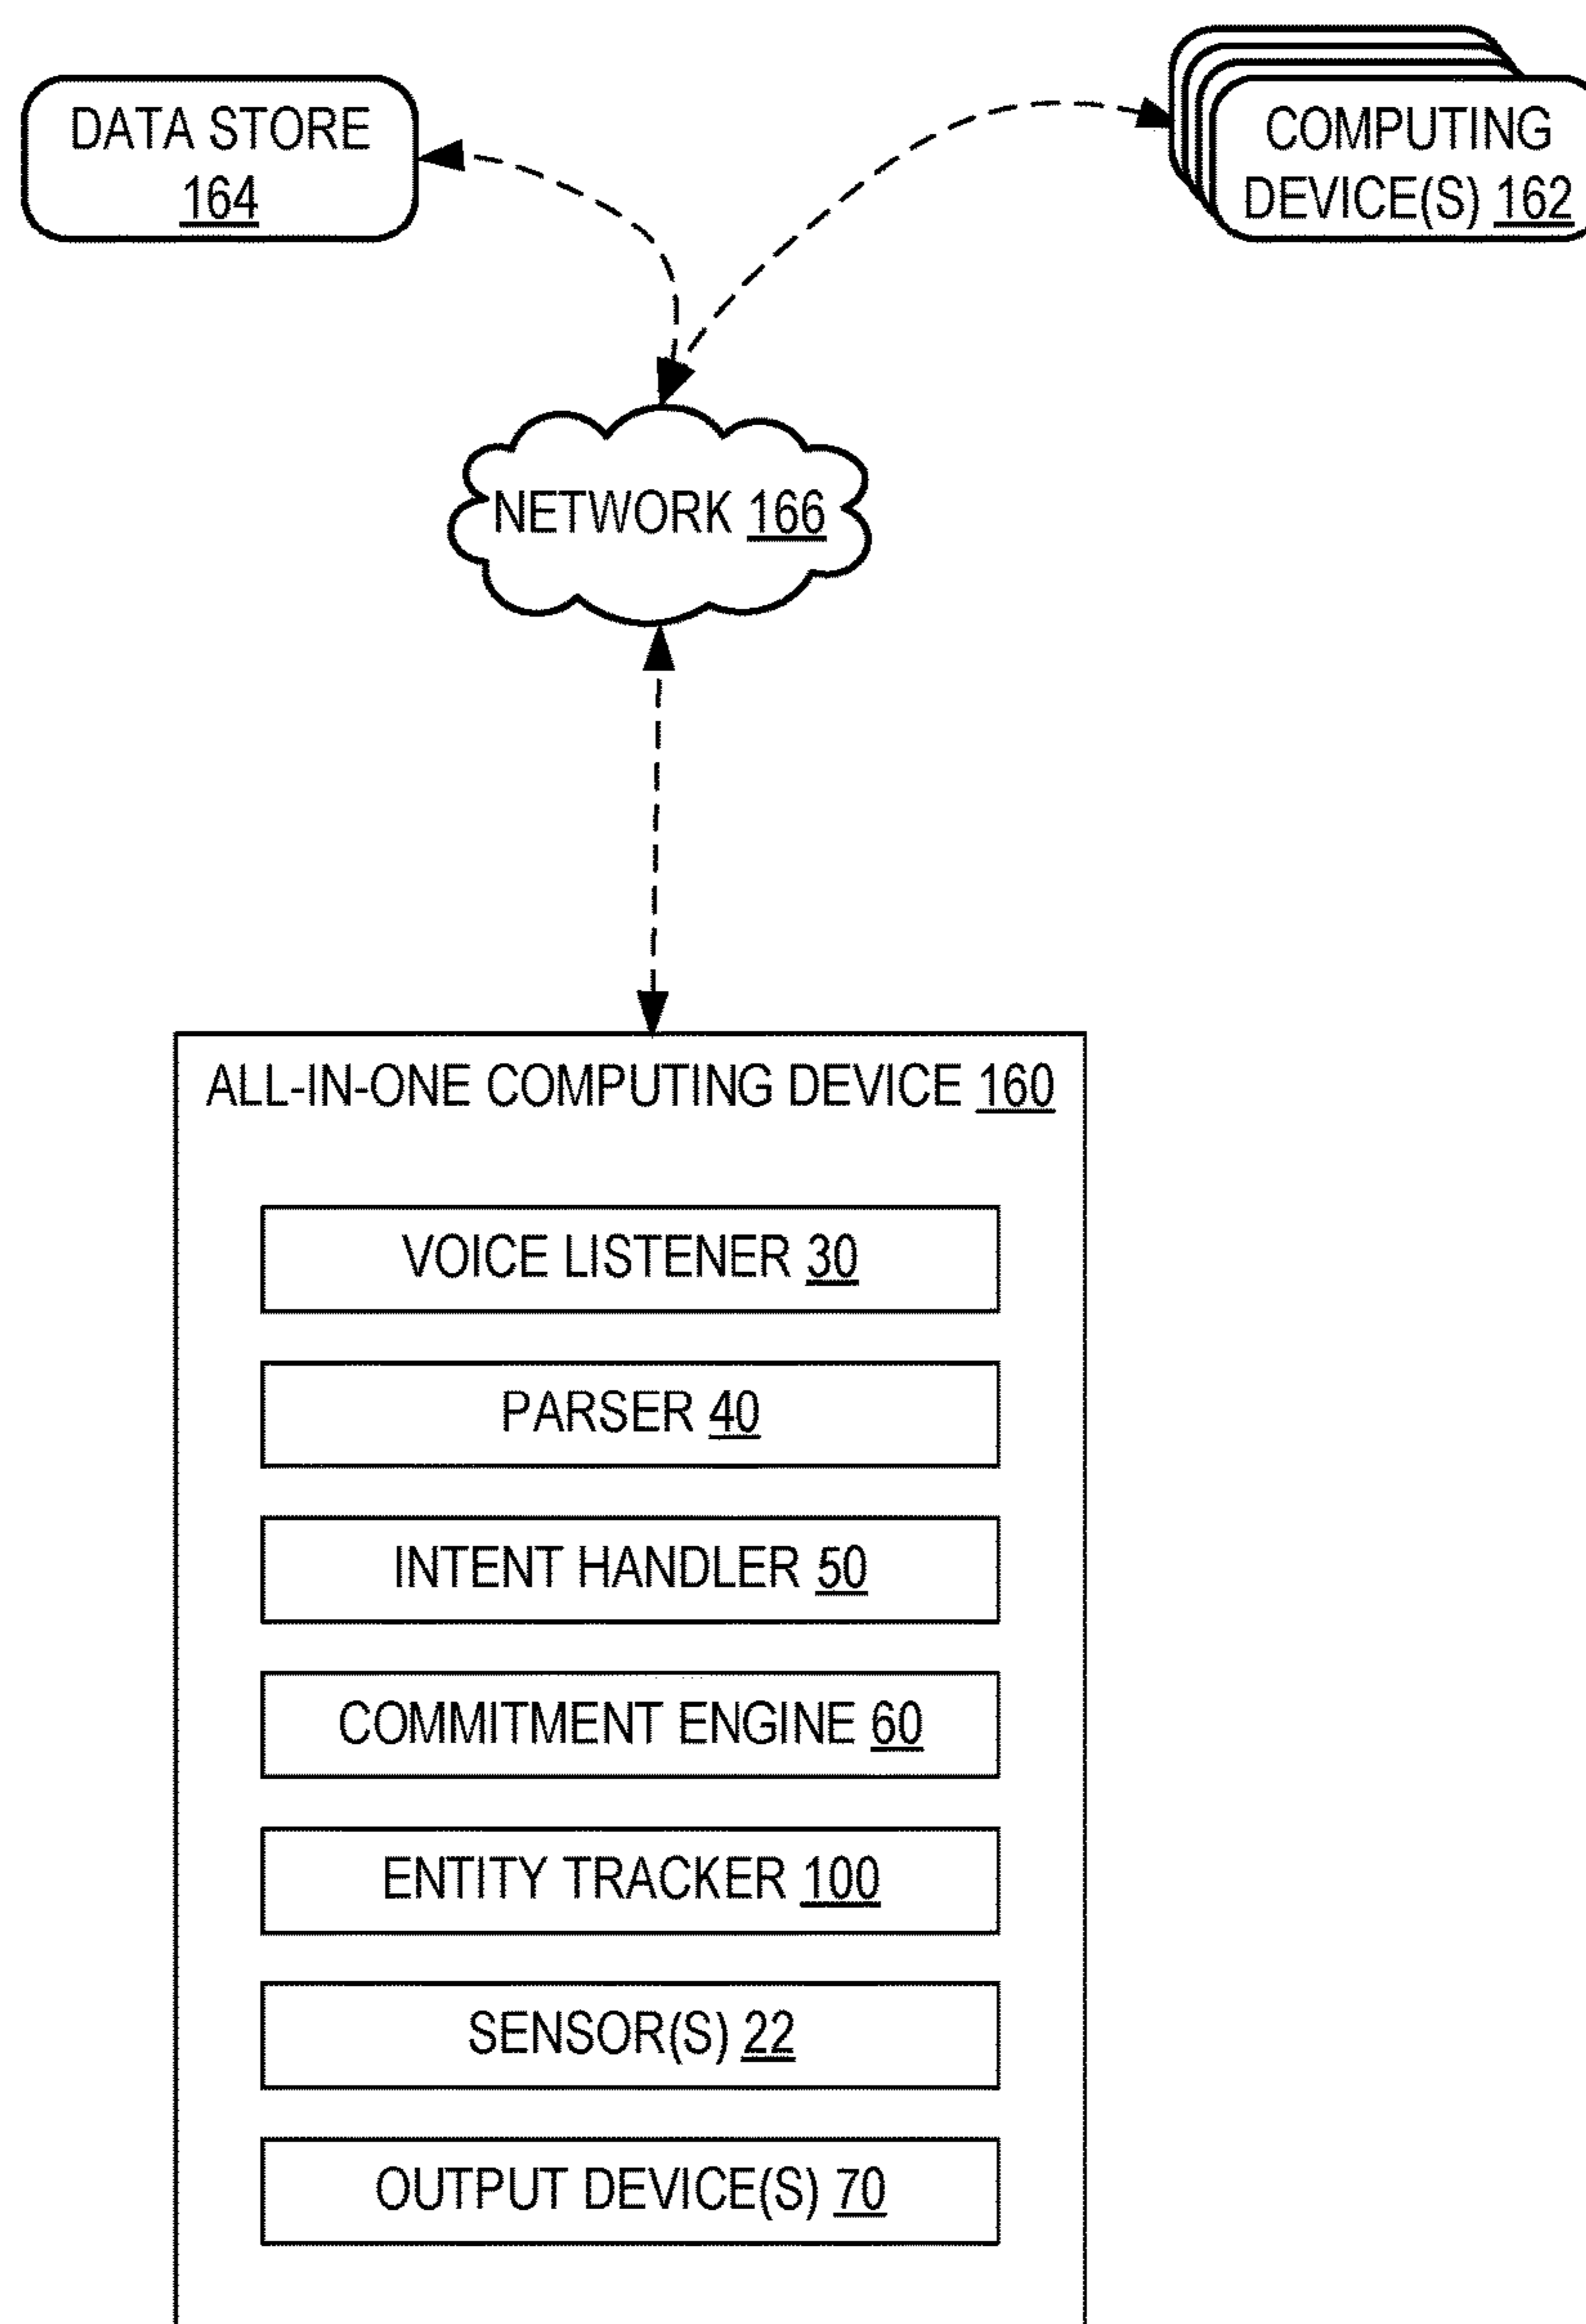 DATA STORE
164
COMPUTING
DEVICE(S) 162
NETWORK 166
ALL-IN-ONE COMPUTING DEVICE 160
VOICE LISTENER 30
PARSER 40
INTENT HANDLER 50
COMMITMENT ENGINE 60
ENTITY TRACKER 100
SENSOR(S) 22
OUTPUT DEVICE(S) 70